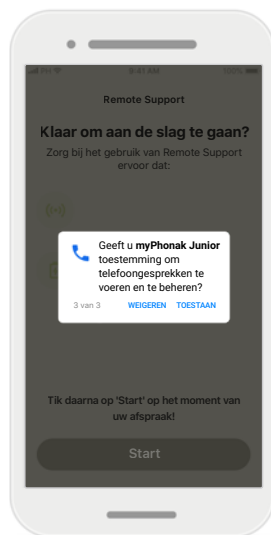 9:41 AM 100%
Remote Support
Klaar om aan de slag te gaan?
Zorg bij het gebruik van Remote Support
ervoor dat:
Geeft u myPhonak Junior
toestemming om
telefoongesprekken te
voeren en te beheren?
3 van 3 WEIGEREN TOESTAAN
Tik daarna op 'Start' op het moment van
uw afspraak!
Start